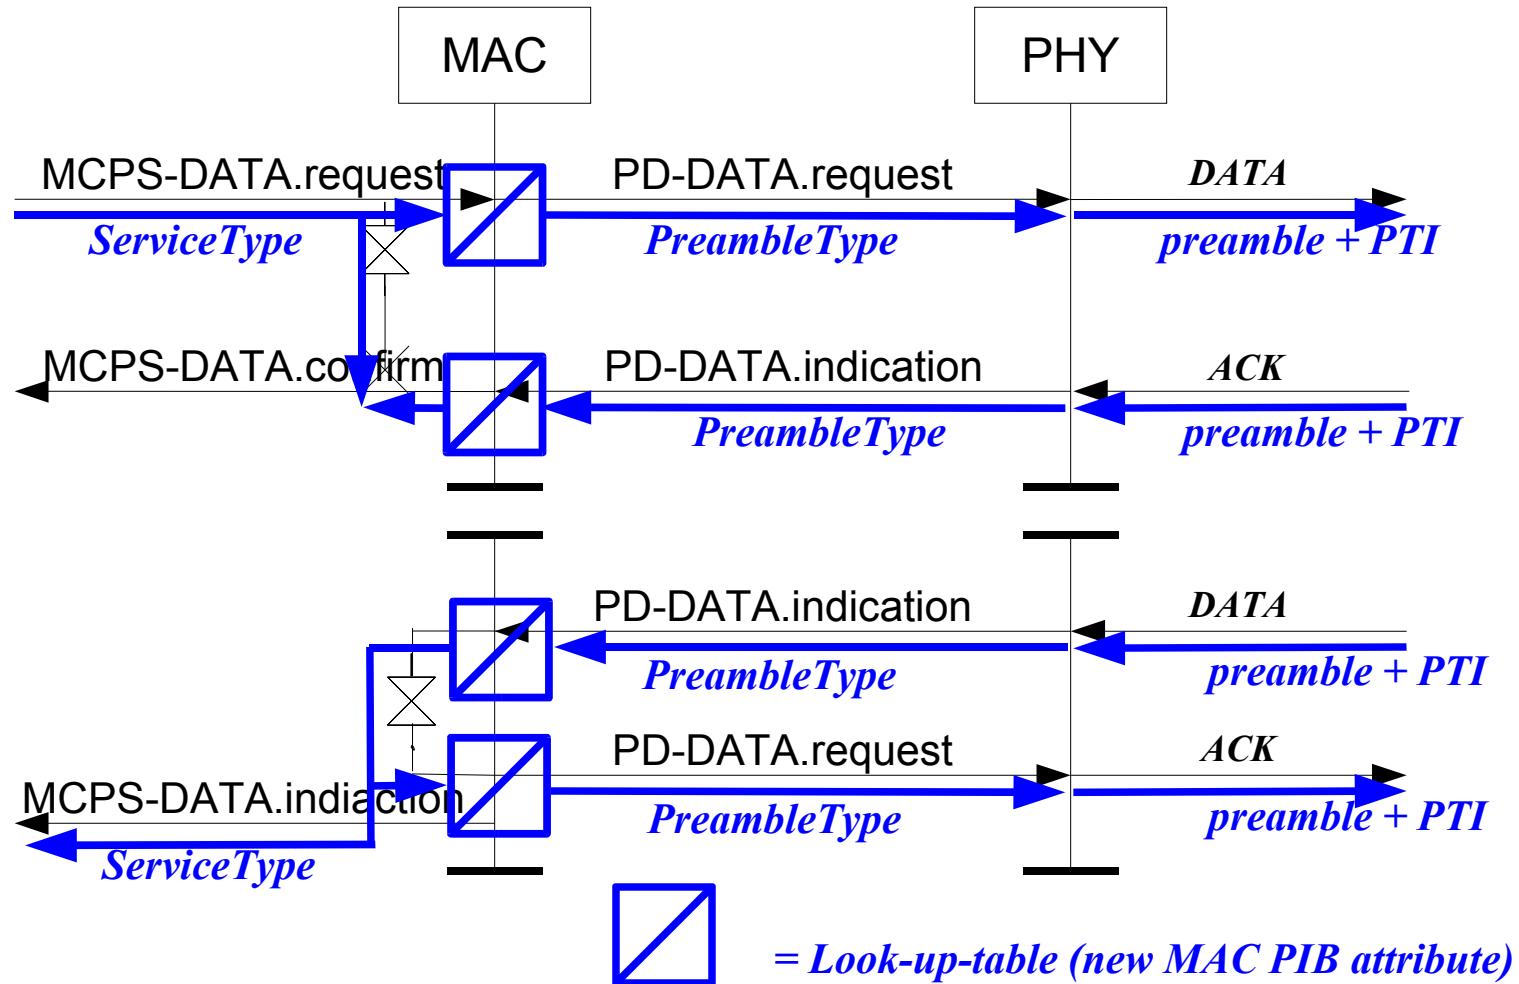 MAC
PHY
MCPS-DATA.request
PD-DATA.request
DATA
ServiceType
PreambleType
preamble + PTI
MCPS-DATA.confirm
PD-DATA.indication
ACK
PreambleType
preamble + PTI
PD-DATA.indication
DATA
PreambleType
preamble + PTI
PD-DATA.request
ACK
MCPS-DATA.indiaction
PreambleType
preamble + PTI
ServiceType
= Look-up-table (new MAC PIB attribute)